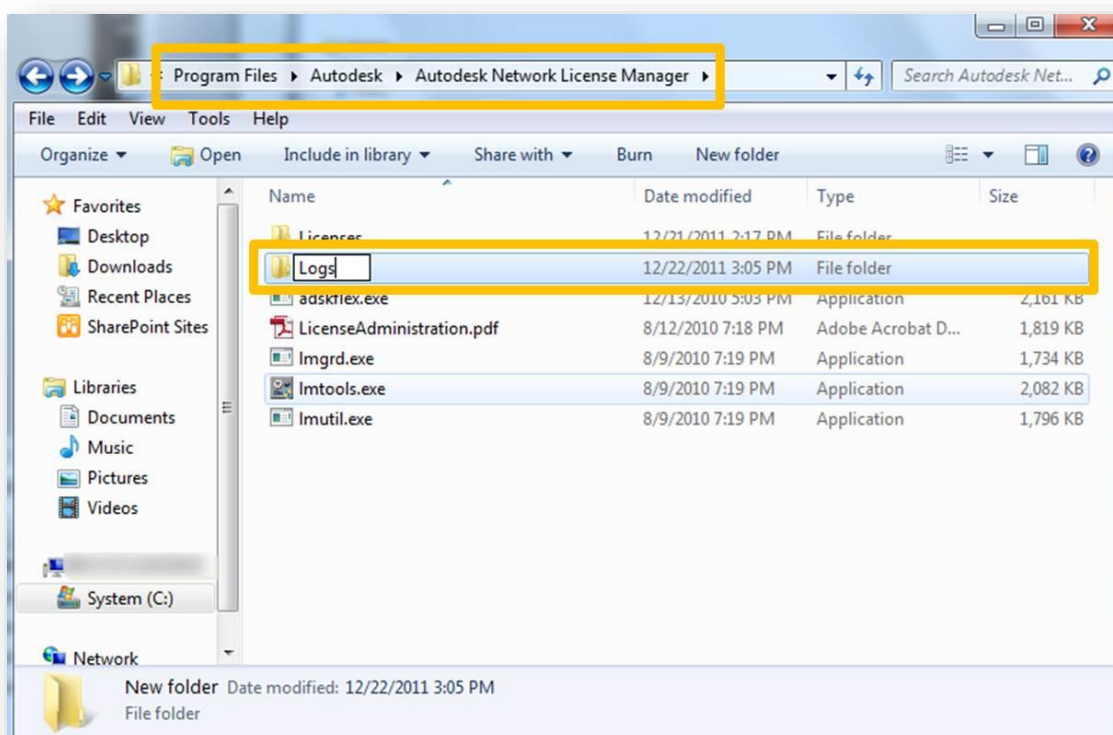 Program Files ▸ Autodesk ▸ Autodesk Network License Manager ▸ Search Autodesk Net...
File Edit View Tools Help
Organize Open Include in library Share with Burn New folder
Name Date modified Type Size
Favorites
Desktop
Downloads
Recent Places
SharePoint Sites
Libraries
Documents
Music
Pictures
Videos
System (C:)
Network
Licenses 12/21/2011 2:17 PM File folder
Logs 12/22/2011 3:05 PM File folder
adskflex.exe 12/13/2010 5:03 PM Application 2,161 KB
LicenseAdministration.pdf 8/12/2010 7:18 PM Adobe Acrobat D... 1,819 KB
lmgrd.exe 8/9/2010 7:19 PM Application 1,734 KB
lmtools.exe 8/9/2010 7:19 PM Application 2,082 KB
lmutil.exe 8/9/2010 7:19 PM Application 1,796 KB
New folder Date modified: 12/22/2011 3:05 PM
File folder